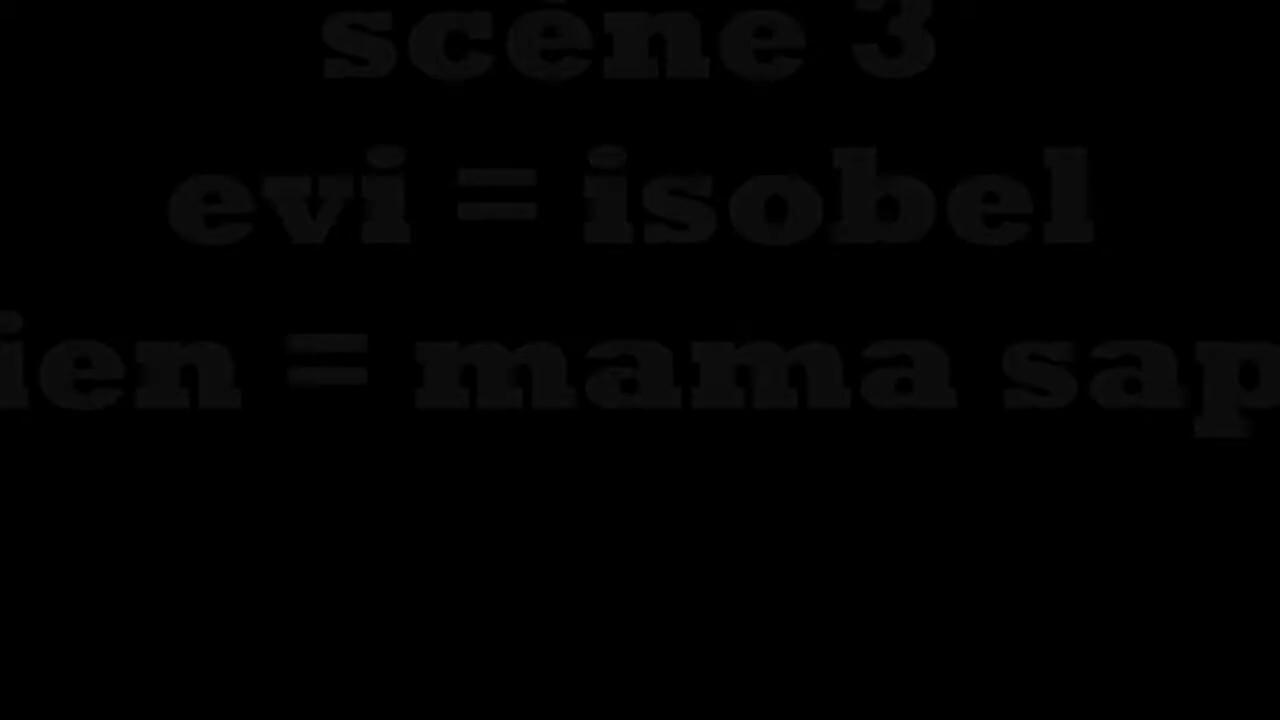 scène 3
evi = isobel
ien = mama sap